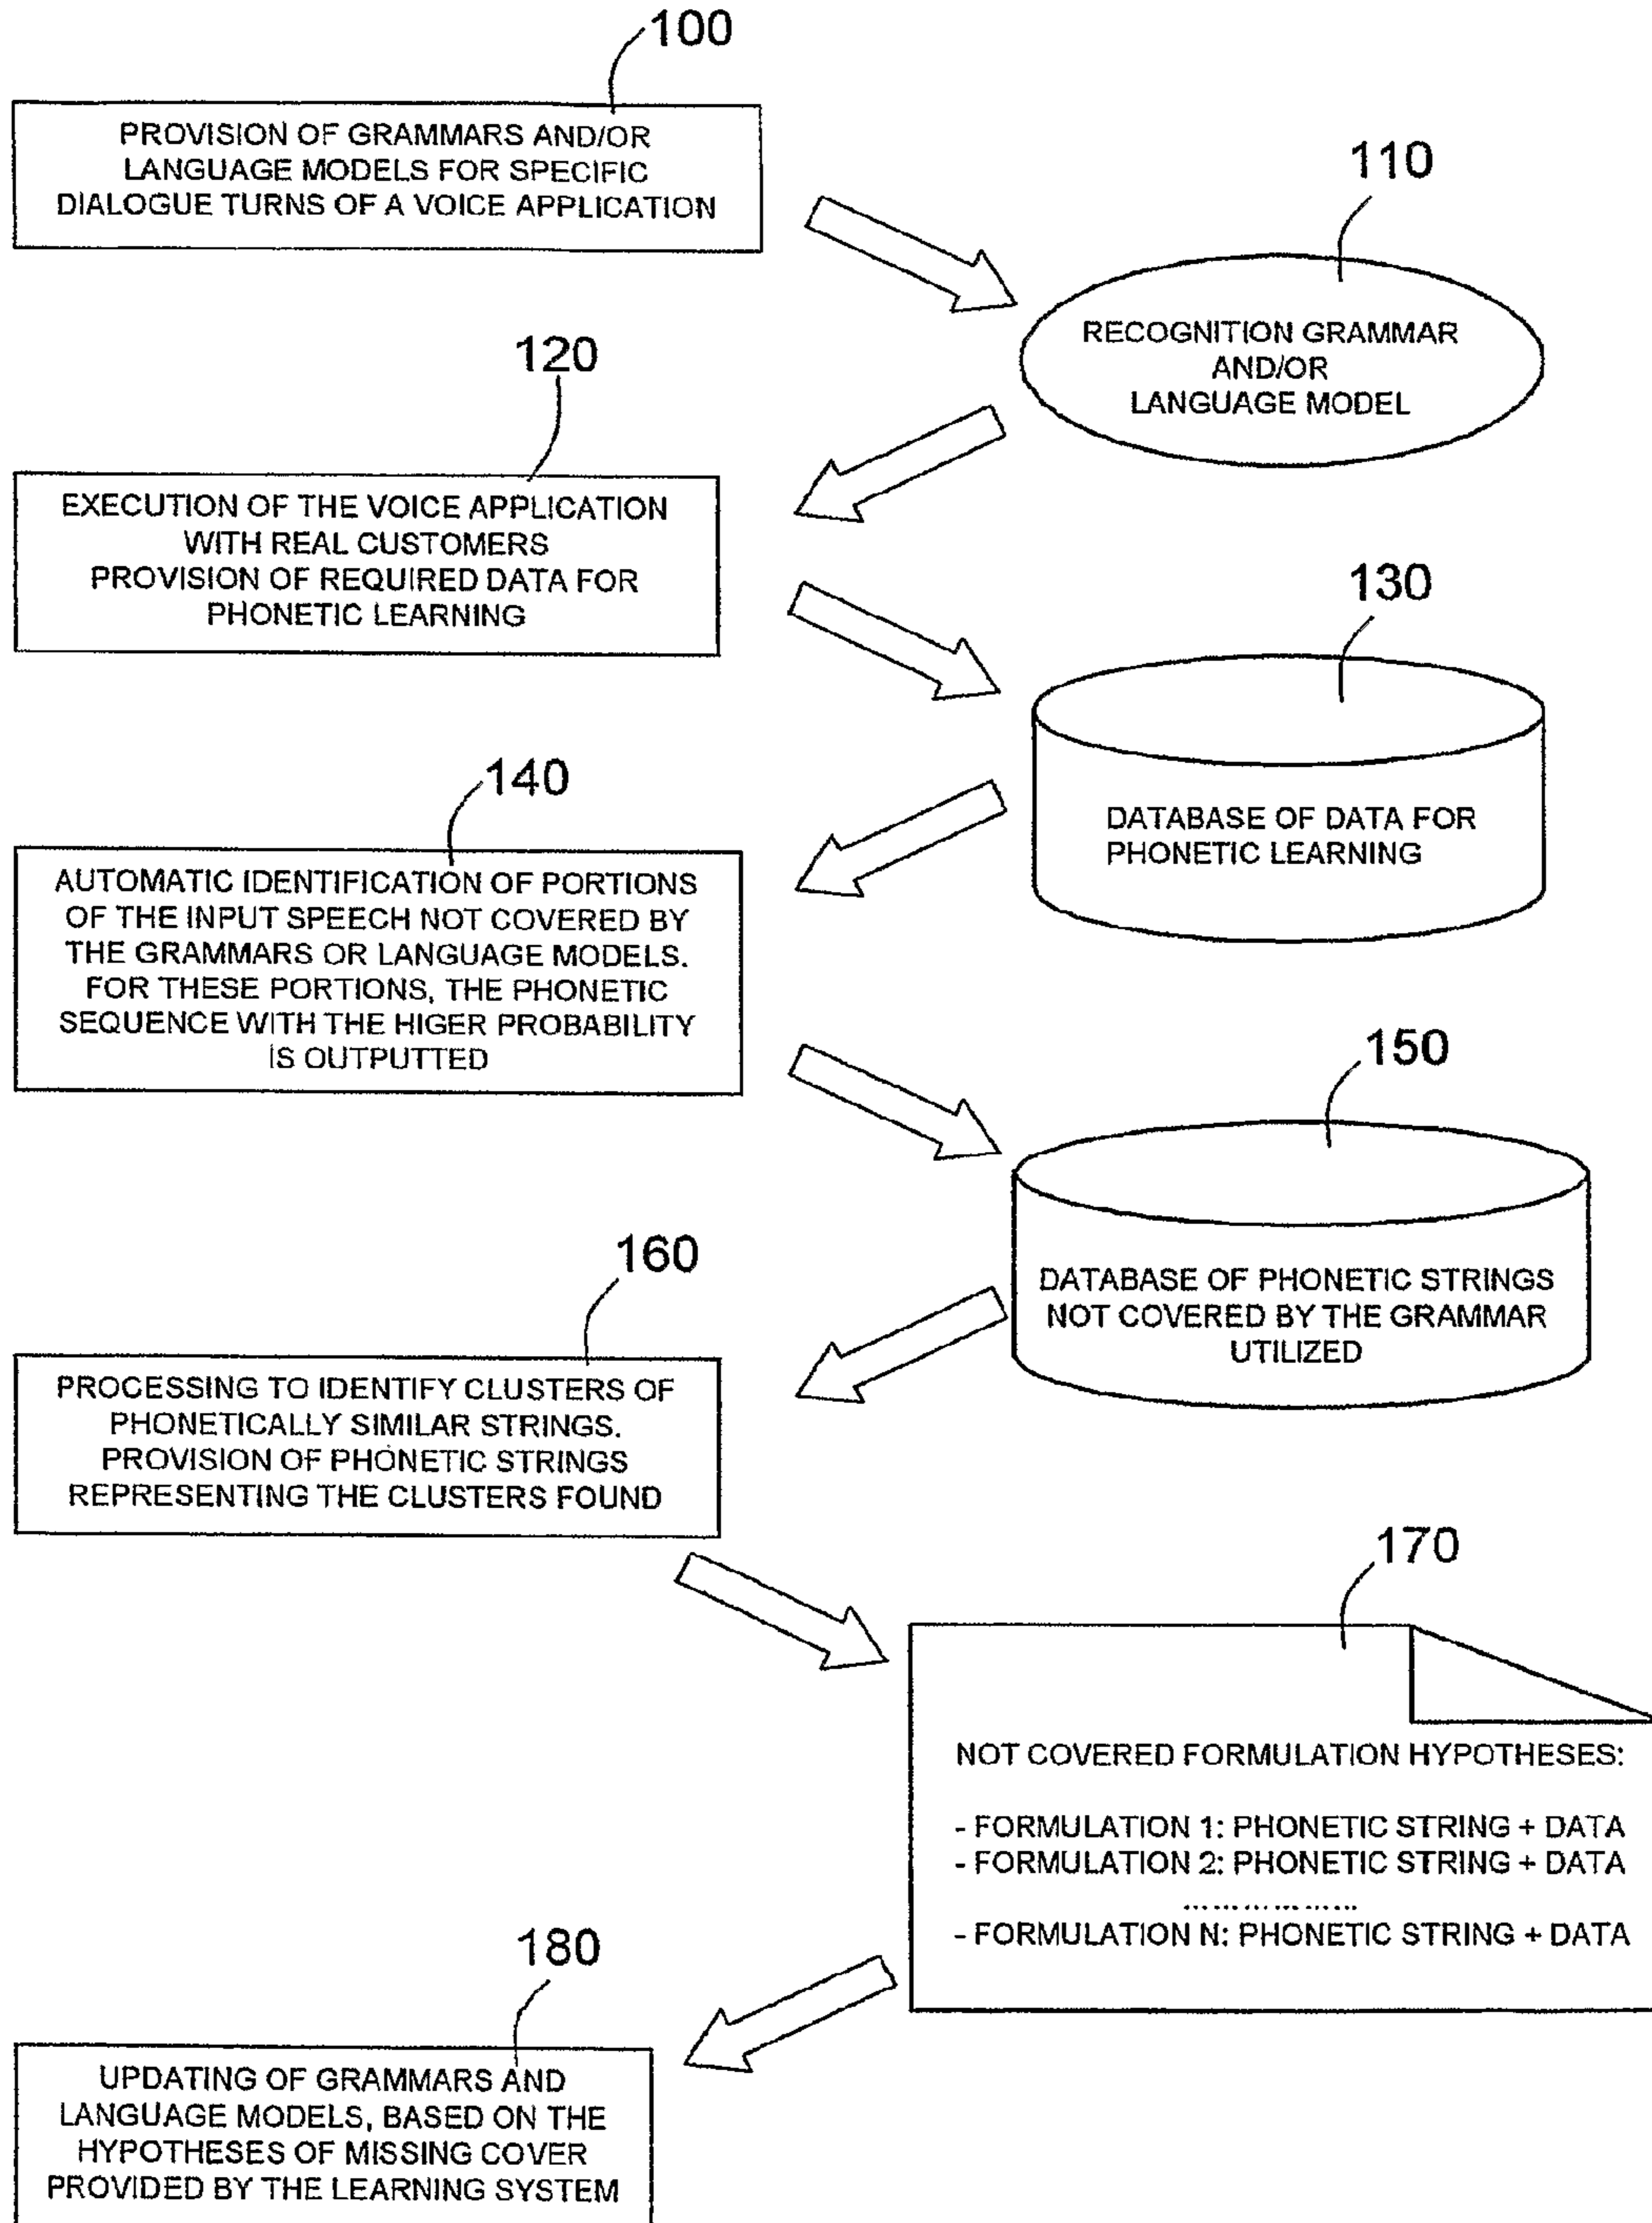 100
PROVISION OF GRAMMARS AND/OR
LANGUAGE MODELS FOR SPECIFIC
DIALOGUE TURNS OF A VOICE APPLICATION
110
RECOGNITION GRAMMAR
AND/OR
LANGUAGE MODEL
120
EXECUTION OF THE VOICE APPLICATION
WITH REAL CUSTOMERS
PROVISION OF REQUIRED DATA FOR
PHONETIC LEARNING
130
DATABASE OF DATA FOR
PHONETIC LEARNING
140
AUTOMATIC IDENTIFICATION OF PORTIONS
OF THE INPUT SPEECH NOT COVERED BY
THE GRAMMARS OR LANGUAGE MODELS.
FOR THESE PORTIONS, THE PHONETIC
SEQUENCE WITH THE HIGER PROBABILITY
IS OUTPUTTED
150
DATABASE OF PHONETIC STRINGS
NOT COVERED BY THE GRAMMAR
UTILIZED
160
PROCESSING TO IDENTIFY CLUSTERS OF
PHONETICALLY SIMILAR STRINGS.
PROVISION OF PHONETIC STRINGS
REPRESENTING THE CLUSTERS FOUND
170
NOT COVERED FORMULATION HYPOTHESES:
- FORMULATION 1: PHONETIC STRING + DATA
- FORMULATION 2: PHONETIC STRING + DATA
..................
- FORMULATION N: PHONETIC STRING + DATA
180
UPDATING OF GRAMMARS AND
LANGUAGE MODELS, BASED ON THE
HYPOTHESES OF MISSING COVER
PROVIDED BY THE LEARNING SYSTEM